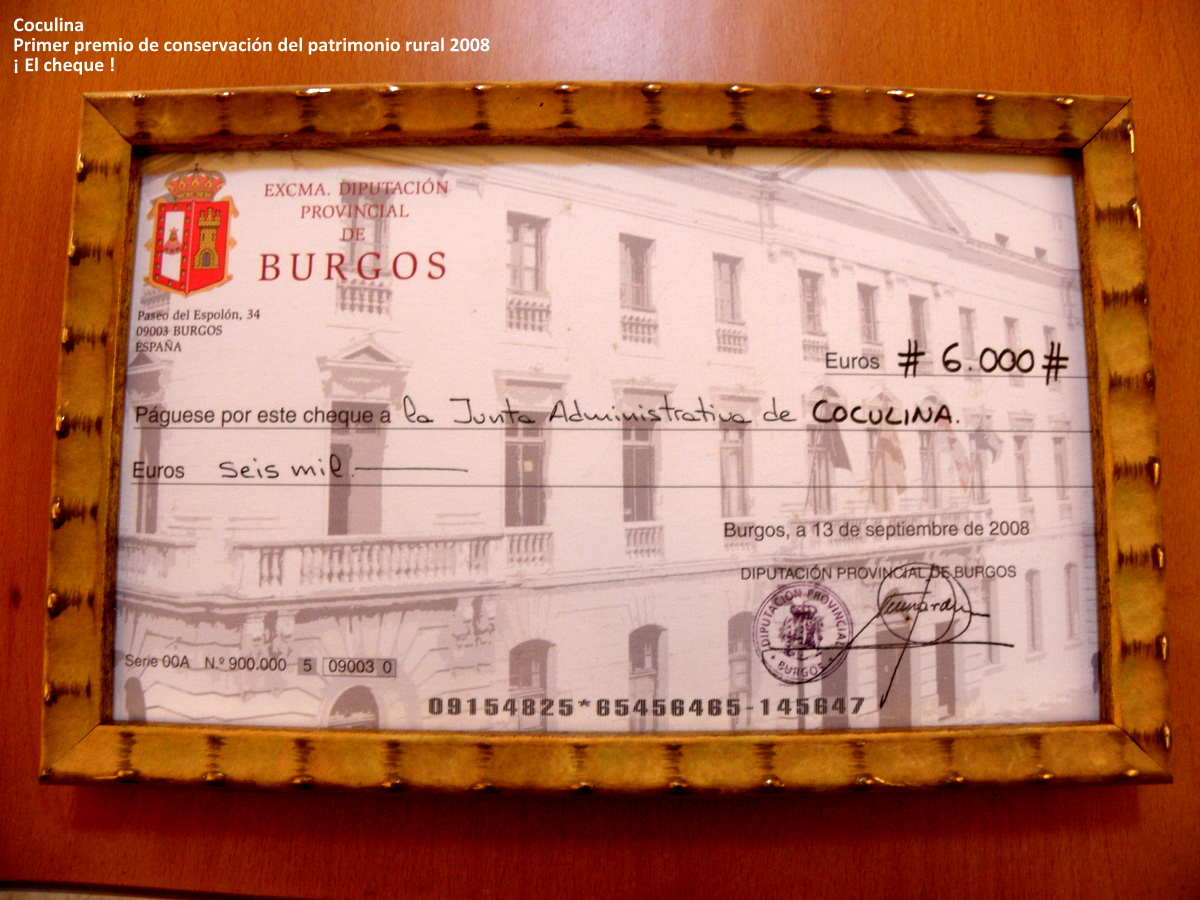 Coculina
Primer premio de conservación del patrimonio rural 2008
¡ El cheque !
EXCMA. DIPUTACIÓN
PROVINCIAL
DE
BURGOS
Paseo del Espolón, 34
09003 BURGOS
ESPAÑA
Euros # 6.000 #
Páguese por este cheque a la Junta Administrativa de COCULINA.
Euros seis mil.
Burgos, a 13 de septiembre de 2008
DIPUTACIÓN PROVINCIAL DE BURGOS
DIPUTACIÓN PROVINCIAL
BURGOS
Serie 00A N.º 900.000 5 09003 0
09154825*65456465-145647